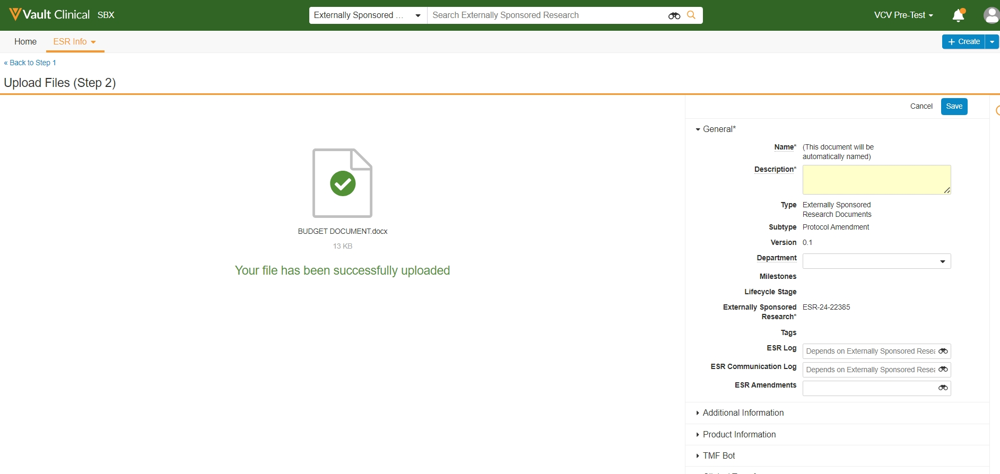 Vault Clinical SBX
Externally Sponsored ...
Search Externally Sponsored Research
VCV Pre-Test
Home
ESR Info
+ Create
« Back to Step 1
Upload Files (Step 2)
Cancel
Save
General*
Name*
(This document will be
automatically named)
Description*
Type
Externally Sponsored
Research Documents
Subtype
Protocol Amendment
Version
0.1
Department
Milestones
Lifecycle Stage
Externally Sponsored
Research*
ESR-24-22385
Tags
ESR Log
Depends on Externally Sponsored Resea
ESR Communication Log
Depends on Externally Sponsored Resea
ESR Amendments
Additional Information
Product Information
TMF Bot
BUDGET DOCUMENT.docx
13 KB
Your file has been successfully uploaded